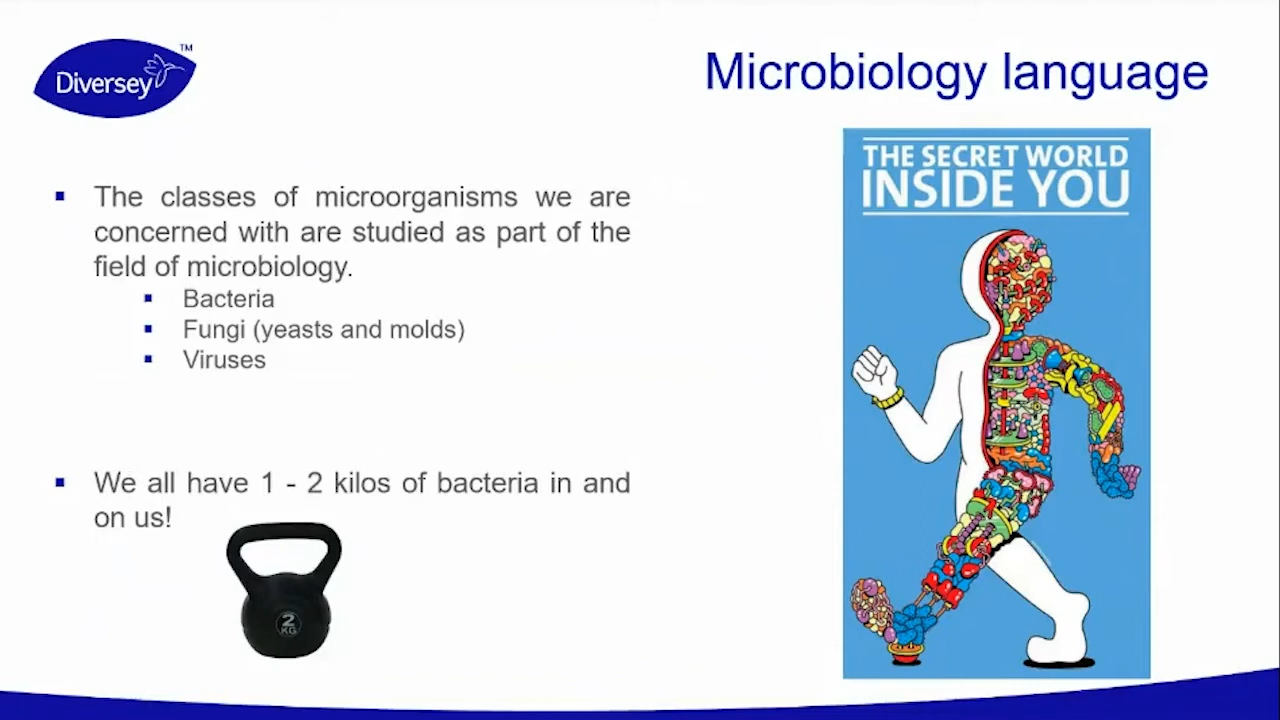 Diversey
TM
Microbiology language
THE SECRET WORLD
INSIDE YOU
▪ The classes of microorganisms we are
concerned with are studied as part of the
field of microbiology.
▪ Bacteria
▪ Fungi (yeasts and molds)
▪ Viruses
▪ We all have 1 - 2 kilos of bacteria in and
on us!
2
KG